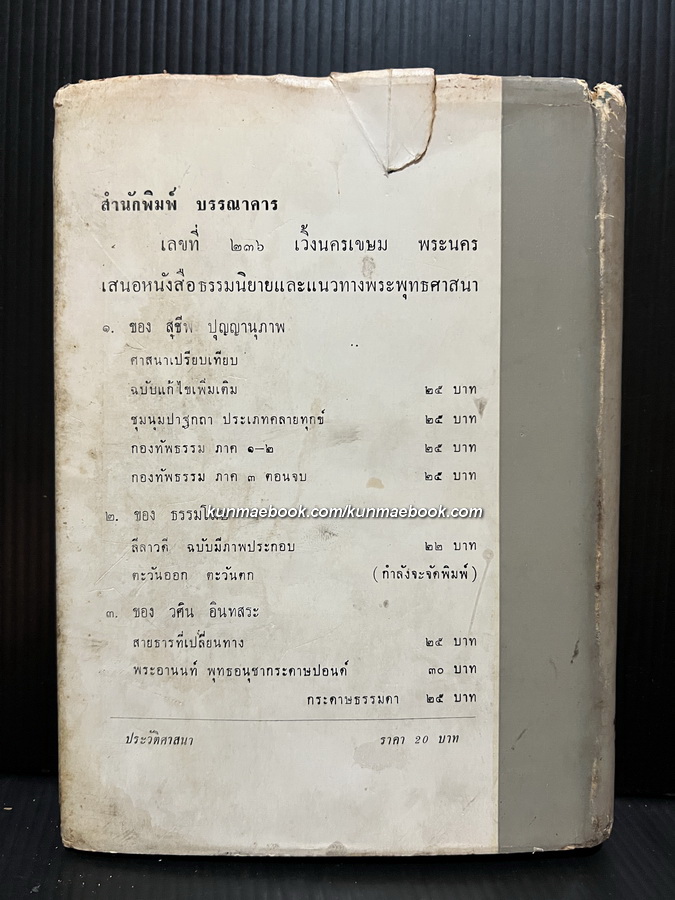 สำนักพิมพ์ บรรณาคาร
เลขที่ ๒๓๖ เวิ้งนครเขษม พระนคร
เสนอหนังสือธรรมนิยายและแนวทางพระพุทธศาสนา
๑. ของ สุชีพ ปุญญานุภาพ
ศาสนาเปรียบเทียบ
ฉบับแก้ไขเพิ่มเติม ๒๕ บาท
ชุมนุมปาฐกถา ประเภทคลายทุกข์ ๒๕ บาท
กองทัพธรรม ภาค ๑-๒ ๒๕ บาท
กองทัพธรรม ภาค ๓ ตอนจบ ๒๕ บาท
kunmaebook.com/kunmaebook.com
๒. ของ
ลีลาวดี ฉบับมีภาพประกอบ ๒๒ บาท
ตะวันออก ตะวันตก (กำลังจะจัดพิมพ์)
๓. ของ วศิน อินทสระ
สายธารที่เปลี่ยนทาง ๒๕ บาท
พระอานนท์ พุทธอนุชากระดาษปอนด์ ๓๐ บาท
กระดาษธรรมดา ๒๕ บาท
ประวัติศาสนา ราคา 20 บาท